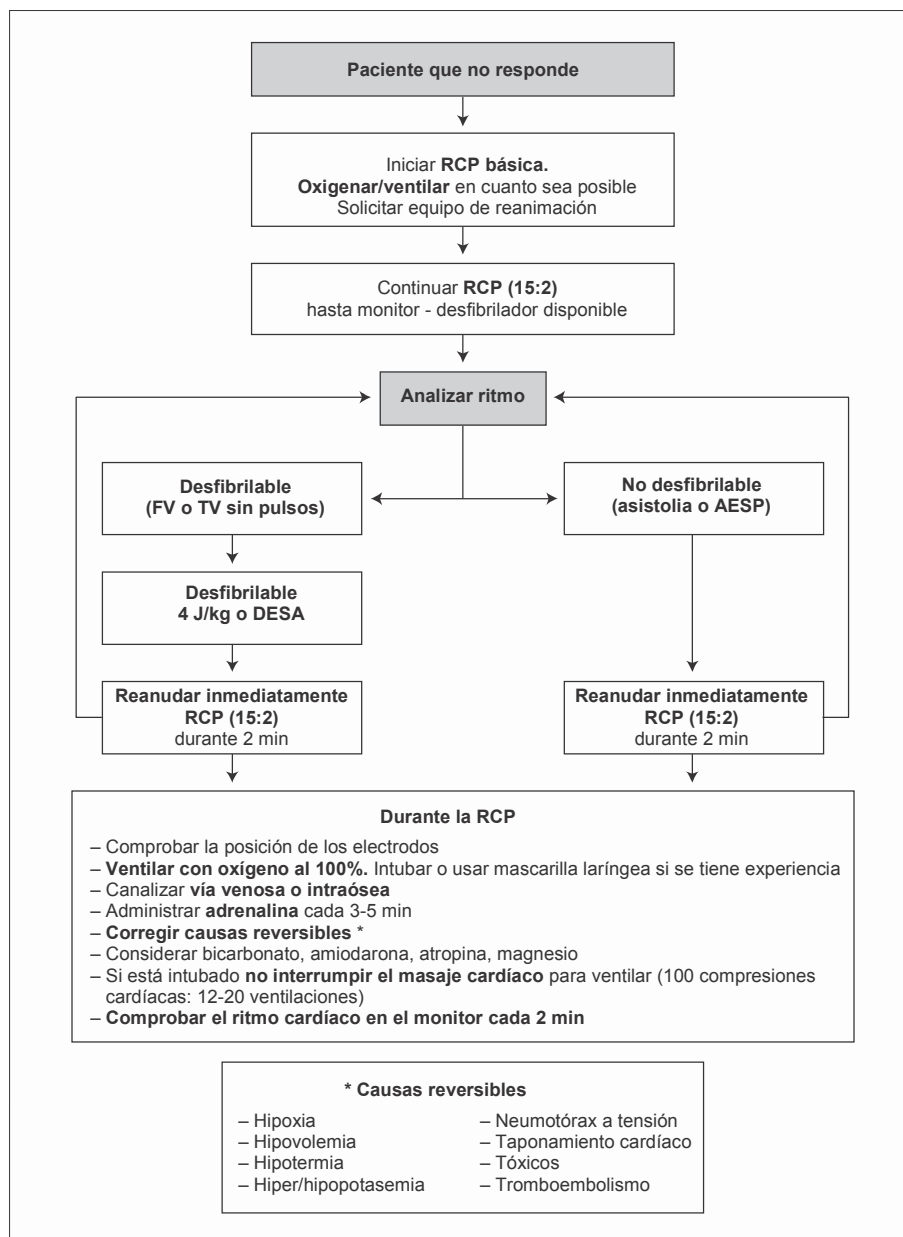 Paciente que no responde
Iniciar RCP básica.
Oxigenar/ventilar en cuanto sea posible
Solicitar equipo de reanimación
Continuar RCP (15:2)
hasta monitor - desfibrilador disponible
Analizar ritmo
Desfibrilable
(FV o TV sin pulsos)
No desfibrilable
(asistolia o AESP)
Desfibrilable
4 J/kg o DESA
Reanudar inmediatamente
RCP (15:2)
durante 2 min
Reanudar inmediatamente
RCP (15:2)
durante 2 min
Durante la RCP
– Comprobar la posición de los electrodos
– Ventilar con oxígeno al 100%. Intubar o usar mascarilla laríngea si se tiene experiencia
– Canalizar vía venosa o intraósea
– Administrar adrenalina cada 3-5 min
– Corregir causas reversibles *
– Considerar bicarbonato, amiodarona, atropina, magnesio
– Si está intubado no interrumpir el masaje cardíaco para ventilar (100 compresiones
cardíacas: 12-20 ventilaciones)
– Comprobar el ritmo cardíaco en el monitor cada 2 min
* Causas reversibles
– Hipoxia
– Hipovolemia
– Hipotermia
– Hiper/hipopotasemia
– Neumotórax a tensión
– Taponamiento cardíaco
– Tóxicos
– Tromboembolismo